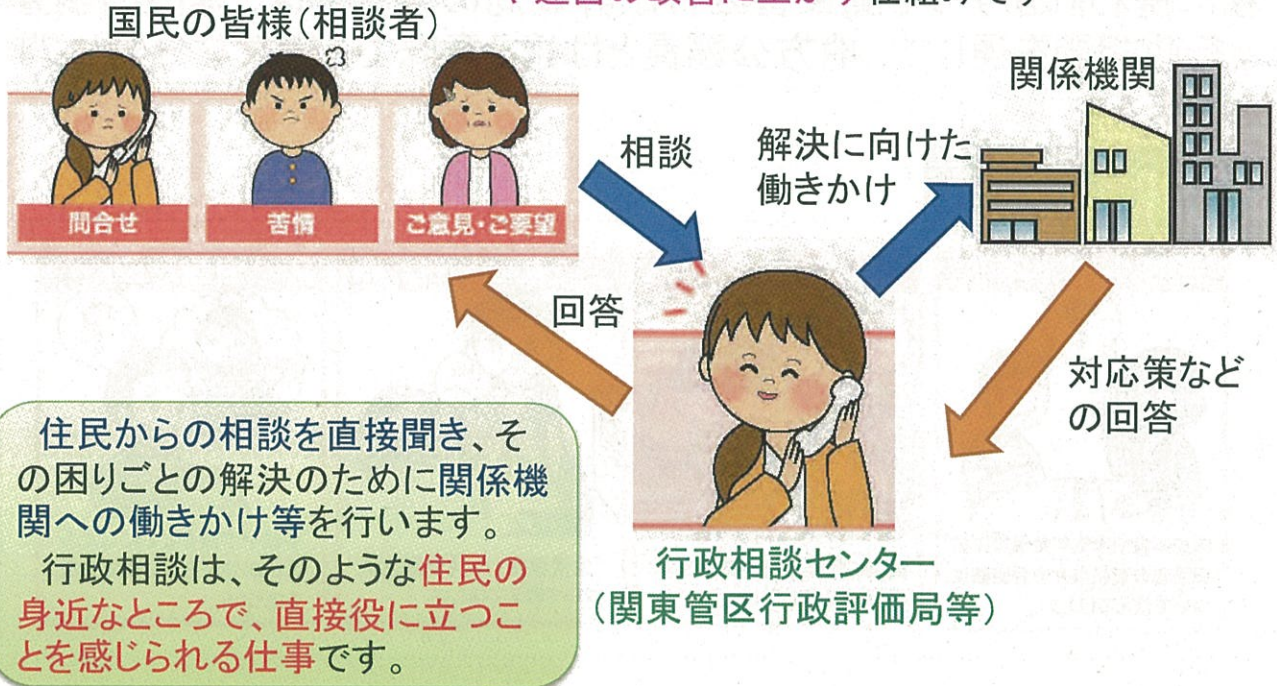 仕組みです
国民の皆様（相談者）
問合せ
苦情
ご意見・ご要望
相談
解決に向けた
働きかけ
関係機関
回答
対応策など
の回答
住民からの相談を直接聞き、そ
の困りごとの解決のために関係機
関への働きかけ等を行います。
行政相談は、そのような住民の
身近なところで、直接役に立つこ
とを感じられる仕事です。
行政相談センター
（関東管区行政評価局等）